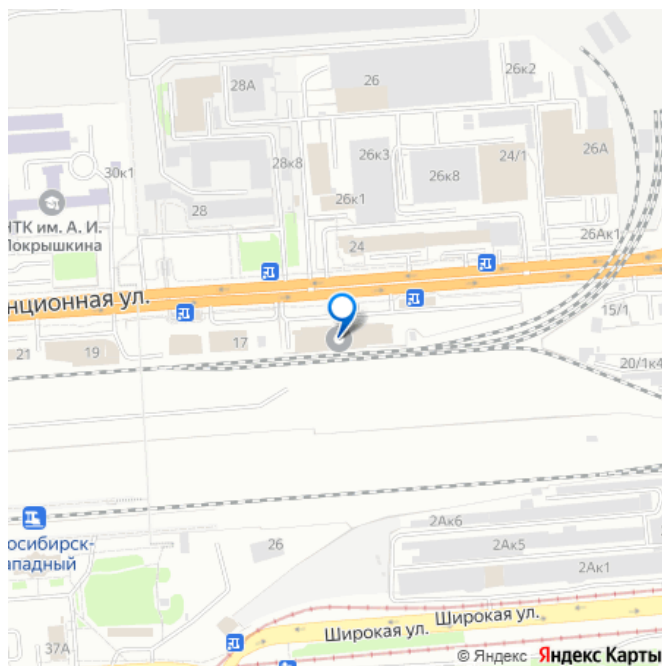 28А
26
26к2
26к3
24/1
26А
28к8
26к8
30к1
26к1
28
НТК им. А. И.
Покрышкина
24
26Ак1
нционная ул.
15/1
17
21
19
20/1к4
2Ак6
осибирск-
ападный
26
2Ак5
2Ак1
Широкая ул.
Широкая ул.
37А
© Яндекс Яндекс Карты